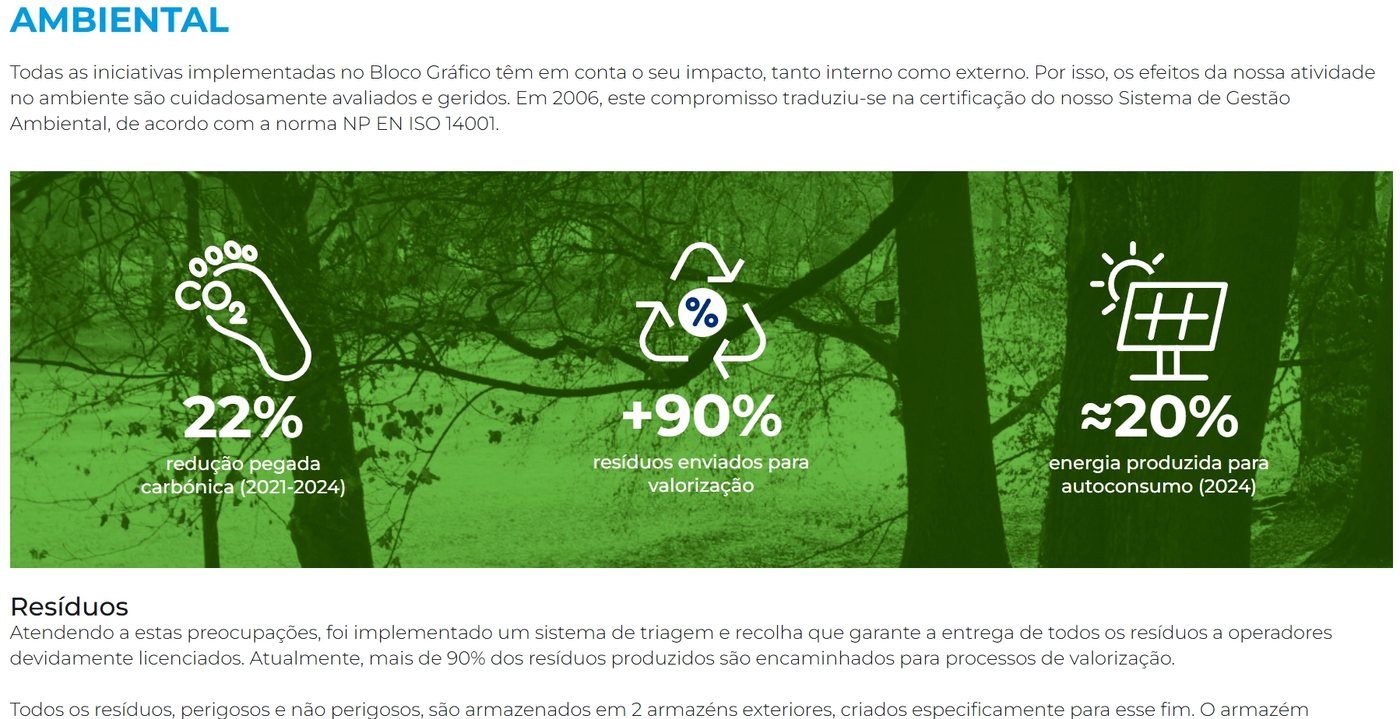 AMBIENTAL
Todas as iniciativas implementadas no Bloco Gráfico têm em conta o seu impacto, tanto interno como externo. Por isso, os efeitos da nossa atividade
no ambiente são cuidadosamente avaliados e geridos. Em 2006, este compromisso traduziu-se na certificação do nosso Sistema de Gestão
Ambiental, de acordo com a norma NP EN ISO 14001.
CO2
22%
redução pegada
carbónica (2021-2024)
%
+90%
resíduos enviados para
valorização
≈20%
energia produzida para
autoconsumo (2024)
Resíduos
Atendendo a estas preocupações, foi implementado um sistema de triagem e recolha que garante a entrega de todos os resíduos a operadores
devidamente licenciados. Atualmente, mais de 90% dos resíduos produzidos são encaminhados para processos de valorização.
Todos os resíduos, perigosos e não perigosos, são armazenados em 2 armazéns exteriores, criados especificamente para esse fim. O armazém